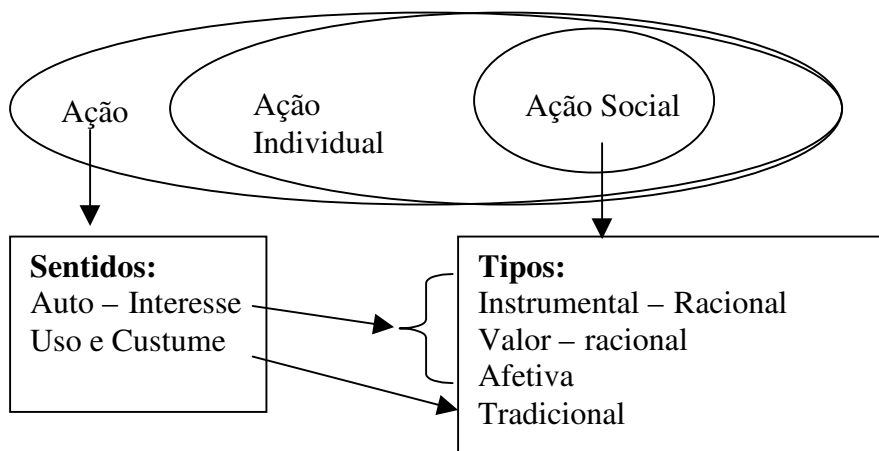 Ação
Ação
Individual
Ação Social
Sentidos:
Auto – Interesse
Uso e Custume
Tipos:
Instrumental – Racional
Valor – racional
Afetiva
Tradicional